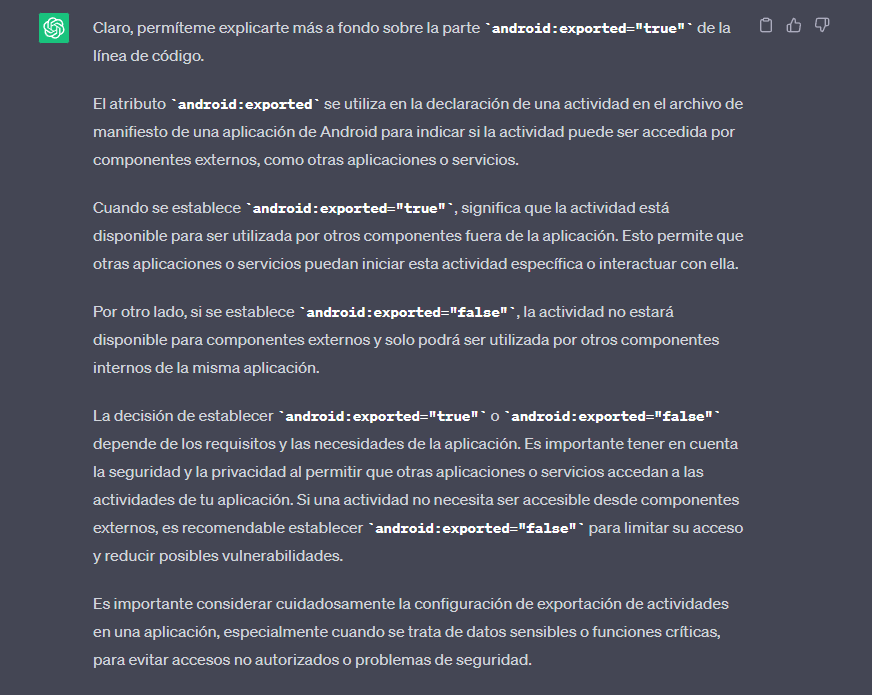 Claro, permíteme explicarte más a fondo sobre la parte `android:exported="true"` de la
línea de código.
El atributo `android:exported` se utiliza en la declaración de una actividad en el archivo de
manifiesto de una aplicación de Android para indicar si la actividad puede ser accedida por
componentes externos, como otras aplicaciones o servicios.
Cuando se establece `android:exported="true"`, significa que la actividad está
disponible para ser utilizada por otros componentes fuera de la aplicación. Esto permite que
otras aplicaciones o servicios puedan iniciar esta actividad específica o interactuar con ella.
Por otro lado, si se establece `android:exported="false"`, la actividad no estará
disponible para componentes externos y solo podrá ser utilizada por otros componentes
internos de la misma aplicación.
La decisión de establecer `android:exported="true"` o `android:exported="false"`
depende de los requisitos y las necesidades de la aplicación. Es importante tener en cuenta
la seguridad y la privacidad al permitir que otras aplicaciones o servicios accedan a las
actividades de tu aplicación. Si una actividad no necesita ser accesible desde componentes
externos, es recomendable establecer `android:exported="false"` para limitar su acceso
y reducir posibles vulnerabilidades.
Es importante considerar cuidadosamente la configuración de exportación de actividades
en una aplicación, especialmente cuando se trata de datos sensibles o funciones críticas,
para evitar accesos no autorizados o problemas de seguridad.